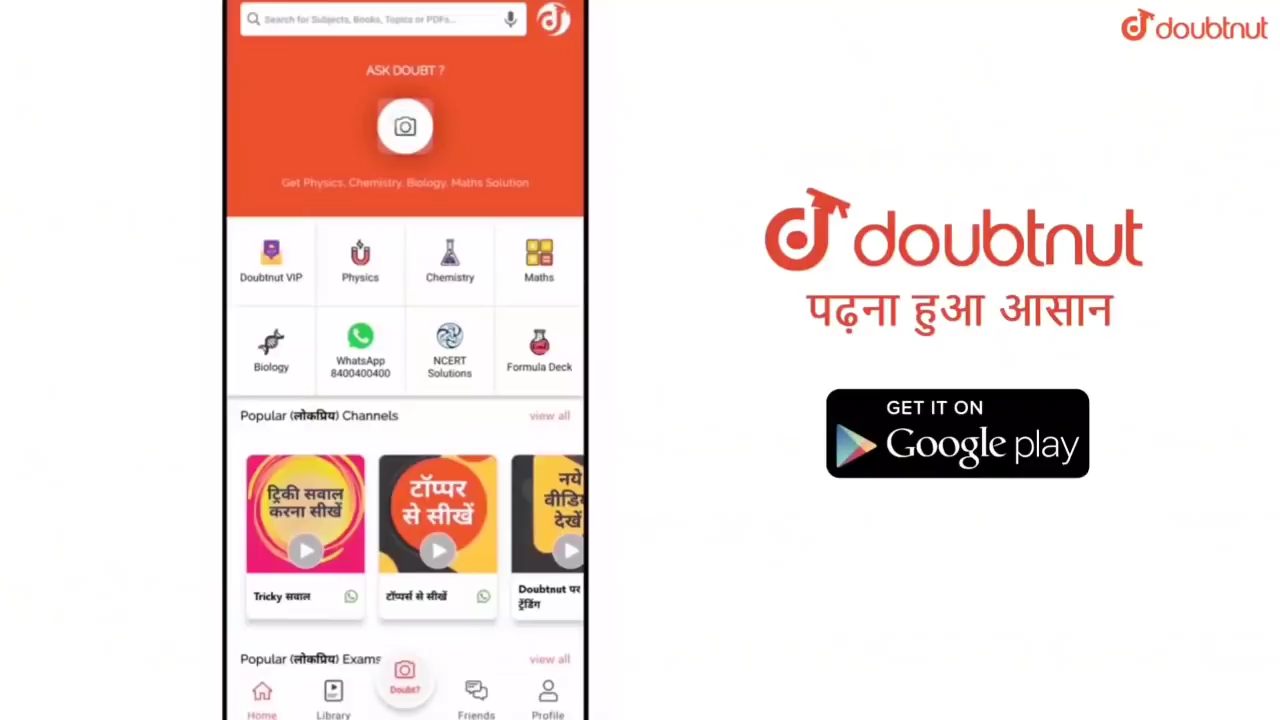 Search for Subjects, Books, Topics or PDFs...
doubtnut
ASK DOUBT ?
Get Physics, Chemistry, Biology, Maths Solution
Doubtnut VIP
Physics
Chemistry
Maths
Biology
WhatsApp
8400400400
NCERT
Solutions
Formula Deck
Popular (लोकप्रिय) Channels
view all
ट्रिकी सवाल
करना सीखें
टॉप्पर
से सीखें
नये
वीडि
देखें
Tricky सवाल
टॉप्पर्स से सीखें
Doubtnut पर
ट्रेंडिंग
Popular (लोकप्रिय) Exams
view all
Doubt?
Home
Library
Friends
Profile
doubtnut
पढ़ना हुआ आसान
GET IT ON
Google play